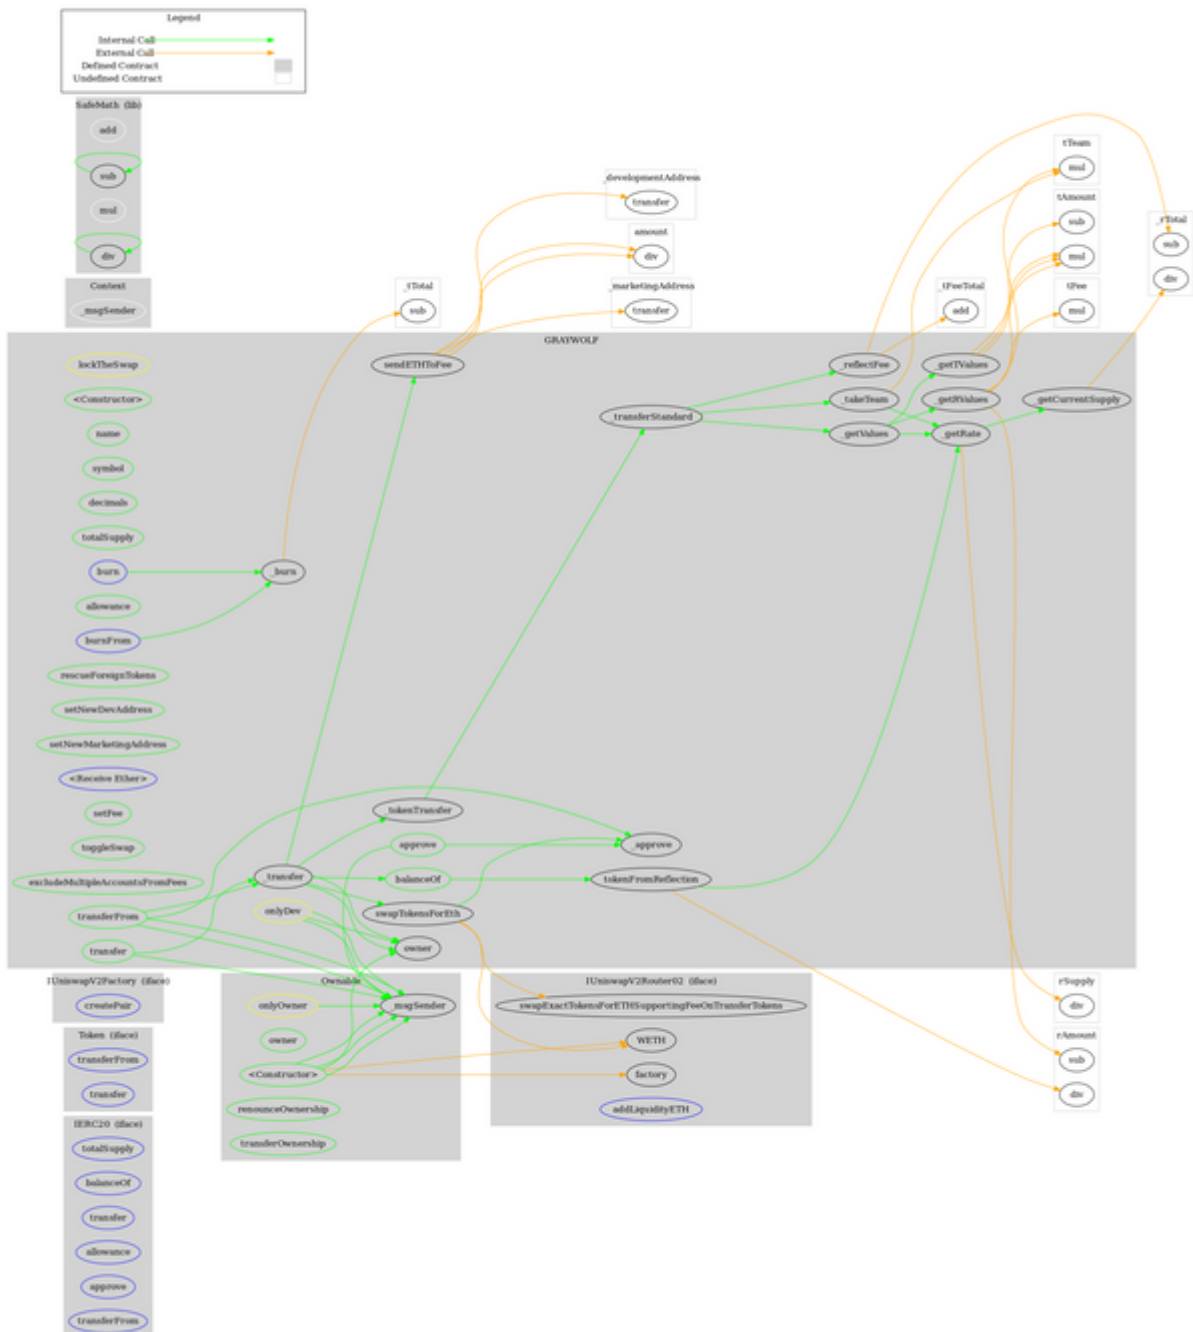 Legend
Internal Call
External Call
Defined Contract
Undefined Contract
SafeMath (lib)
add
sub
mul
div
Context
_msgSender
_developmentAddress
transfer
amount
div
_marketingAddress
transfer
_tTotal
sub
_tFeeTotal
add
tTeam
mul
tAmount
sub
mul
tFee
mul
_rTotal
sub
div
GRAYWOLF
lockTheSwap
<Constructor>
name
symbol
decimals
totalSupply
burn
allowance
burnFrom
rescueForeignTokens
setNewDevAddress
setNewMarketingAddress
<Receive Ether>
setFee
toggleSwap
excludeMultipleAccountsFromFees
transferFrom
transfer
_burn
_transfer
onlyDev
sendETHToFee
_tokenTransfer
approve
balanceOf
swapTokensForEth
owner
_transferStandard
_approve
tokenFromReflection
_reflectFee
_takeTeam
_getValues
_getTValues
_getRValues
_getRate
_getCurrentSupply
IUniswapV2Factory (iface)
createPair
Token (iface)
transferFrom
transfer
IERC20 (iface)
totalSupply
balanceOf
transfer
allowance
approve
transferFrom
Ownable
onlyOwner
owner
<Constructor>
renounceOwnership
transferOwnership
_msgSender
IUniswapV2Router02 (iface)
swapExactTokensForETHSupportingFeeOnTransferTokens
WETH
factory
addLiquidityETH
rSupply
div
rAmount
sub
div